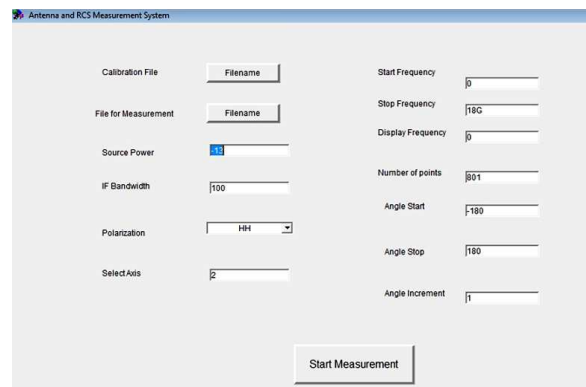 Antenna and RCS Measurement System
Calibration File
Filename
File for Measurement
Filename
Source Power
-13
IF Bandwidth
100
Polarization
HH
Select Axis
2
Start Frequency
0
Stop Frequency
18G
Display Frequency
0
Number of points
801
Angle Start
-180
Angle Stop
180
Angle Increment
1
Start Measurement